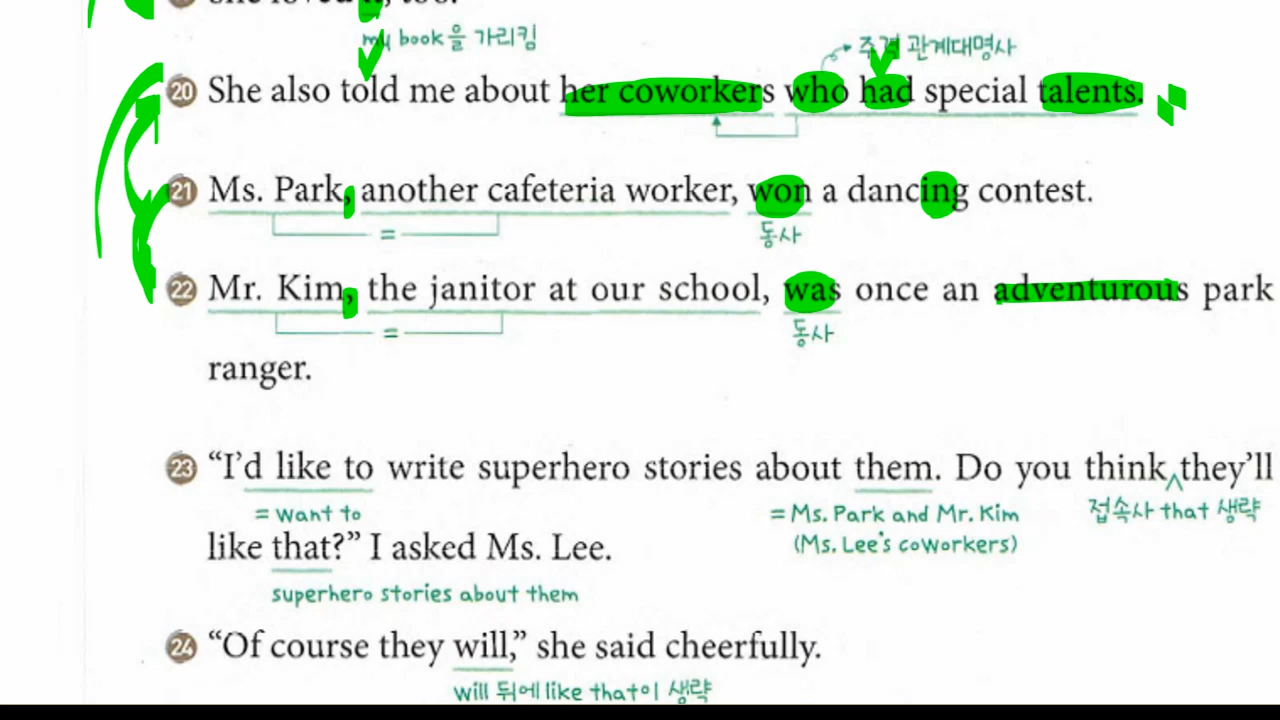 my book을 가리킴
주격 관계대명사
20 She also told me about her coworkers who had special talents.
21 Ms. Park, another cafeteria worker, won a dancing contest.
=
동사
22 Mr. Kim, the janitor at our school, was once an adventurous park
=
동사
ranger.
23 “I’d like to write superhero stories about them. Do you think they’ll
= want to
= Ms. Park and Mr. Kim
접속사 that 생략
(Ms. Lee's coworkers)
like that?” I asked Ms. Lee.
superhero stories about them
24 “Of course they will,” she said cheerfully.
will 뒤에 like that이 생략